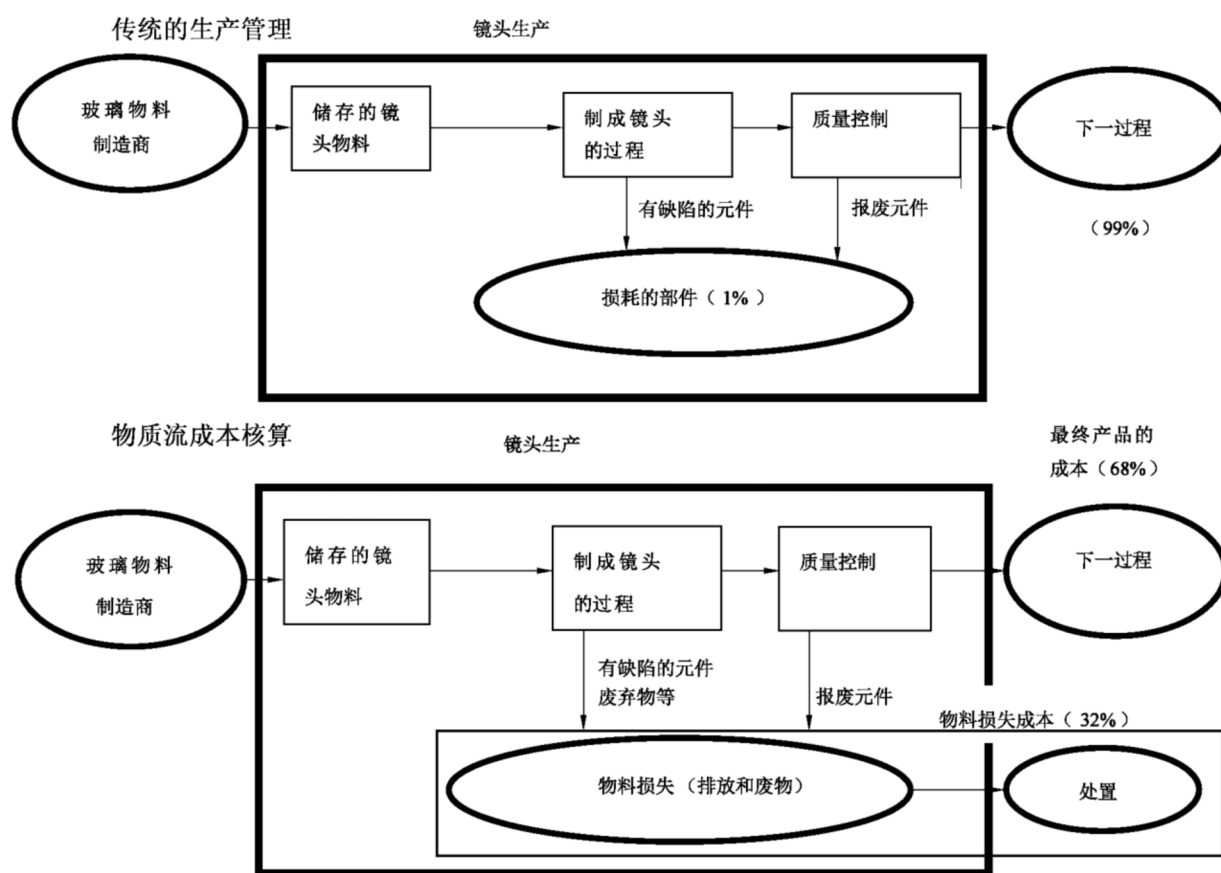 传统的生产管理
镜头生产
玻璃物料
制造商
储存的镜
头物料
制成镜头
的过程
质量控制
下一过程
有缺陷的元件
报废元件
（99%）
损耗的部件（1%）
物质流成本核算
镜头生产
最终产品的
成本（68%）
玻璃物料
制造商
储存的镜
头物料
制成镜头
的过程
质量控制
下一过程
有缺陷的元件
废弃物等
报废元件
物料损失成本（32%）
物料损失（排放和废物）
处置